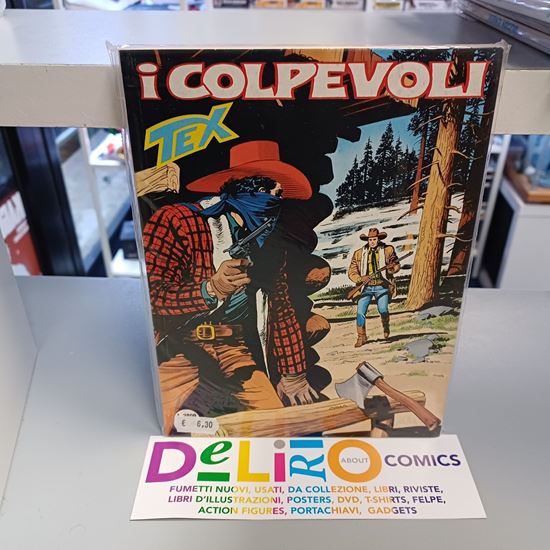 i COLPEVOLI
TEX
€ 6,30
DeLiRiO ABOUT COMICS
FUMETTI NUOVI, USATI, DA COLLEZIONE, LIBRI, RIVISTE,
LIBRI D'ILLUSTRAZIONI, POSTERS, DVD, T-SHIRTS, FELPE,
ACTION FIGURES, PORTACHIAVI, GADGETS